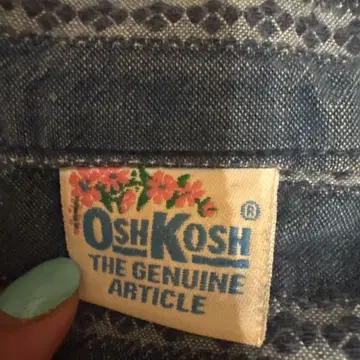 OSHKOSH ®
THE GENUINE
ARTICLE